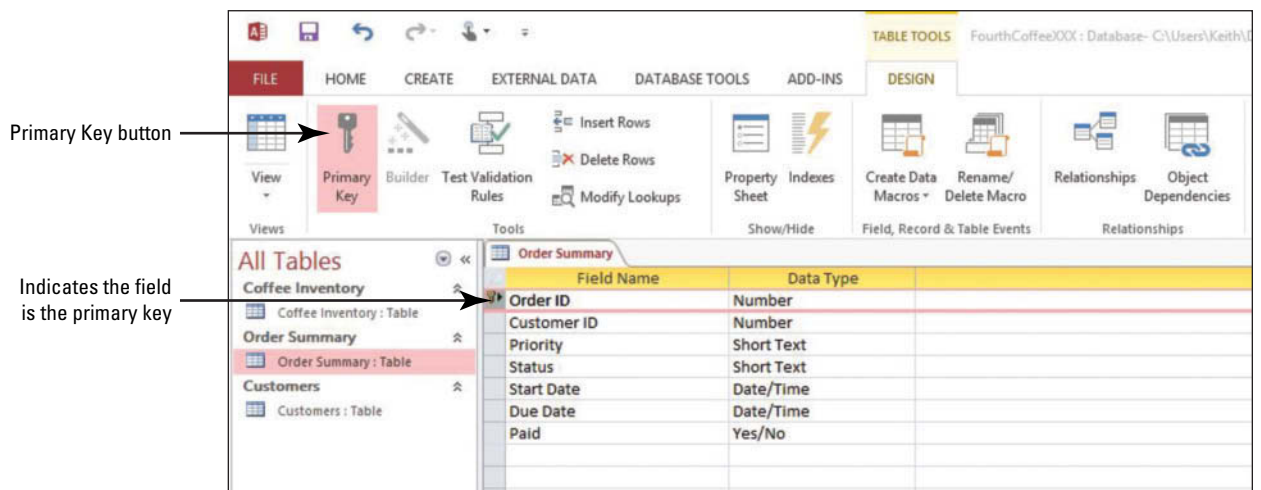 TABLE TOOLS FourthCoffeeXXX : Database- C:\Users\Keith\
FILE HOME CREATE EXTERNAL DATA DATABASE TOOLS ADD-INS DESIGN
Primary Key button
Insert Rows
Delete Rows
Modify Lookups
View
Primary Key
Builder
Test Validation Rules
Property Sheet
Indexes
Create Data Macros
Rename/ Delete Macro
Relationships
Object Dependencies
Views
Tools
Show/Hide
Field, Record & Table Events
Relationships
Indicates the field
is the primary key
All Tables
Coffee Inventory
Coffee Inventory : Table
Order Summary
Order Summary : Table
Customers
Customers : Table
Order Summary
Field Name Data Type
Order ID Number
Customer ID Number
Priority Short Text
Status Short Text
Start Date Date/Time
Due Date Date/Time
Paid Yes/No